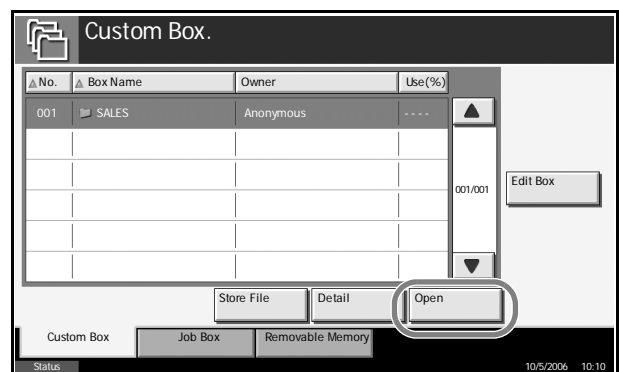 Custom Box.
No. Box Name Owner Use(%)
001 SALES Anonymous - - - -
001/001
Edit Box
Store File Detail Open
Custom Box Job Box Removable Memory
Status 10/5/2006 10:10